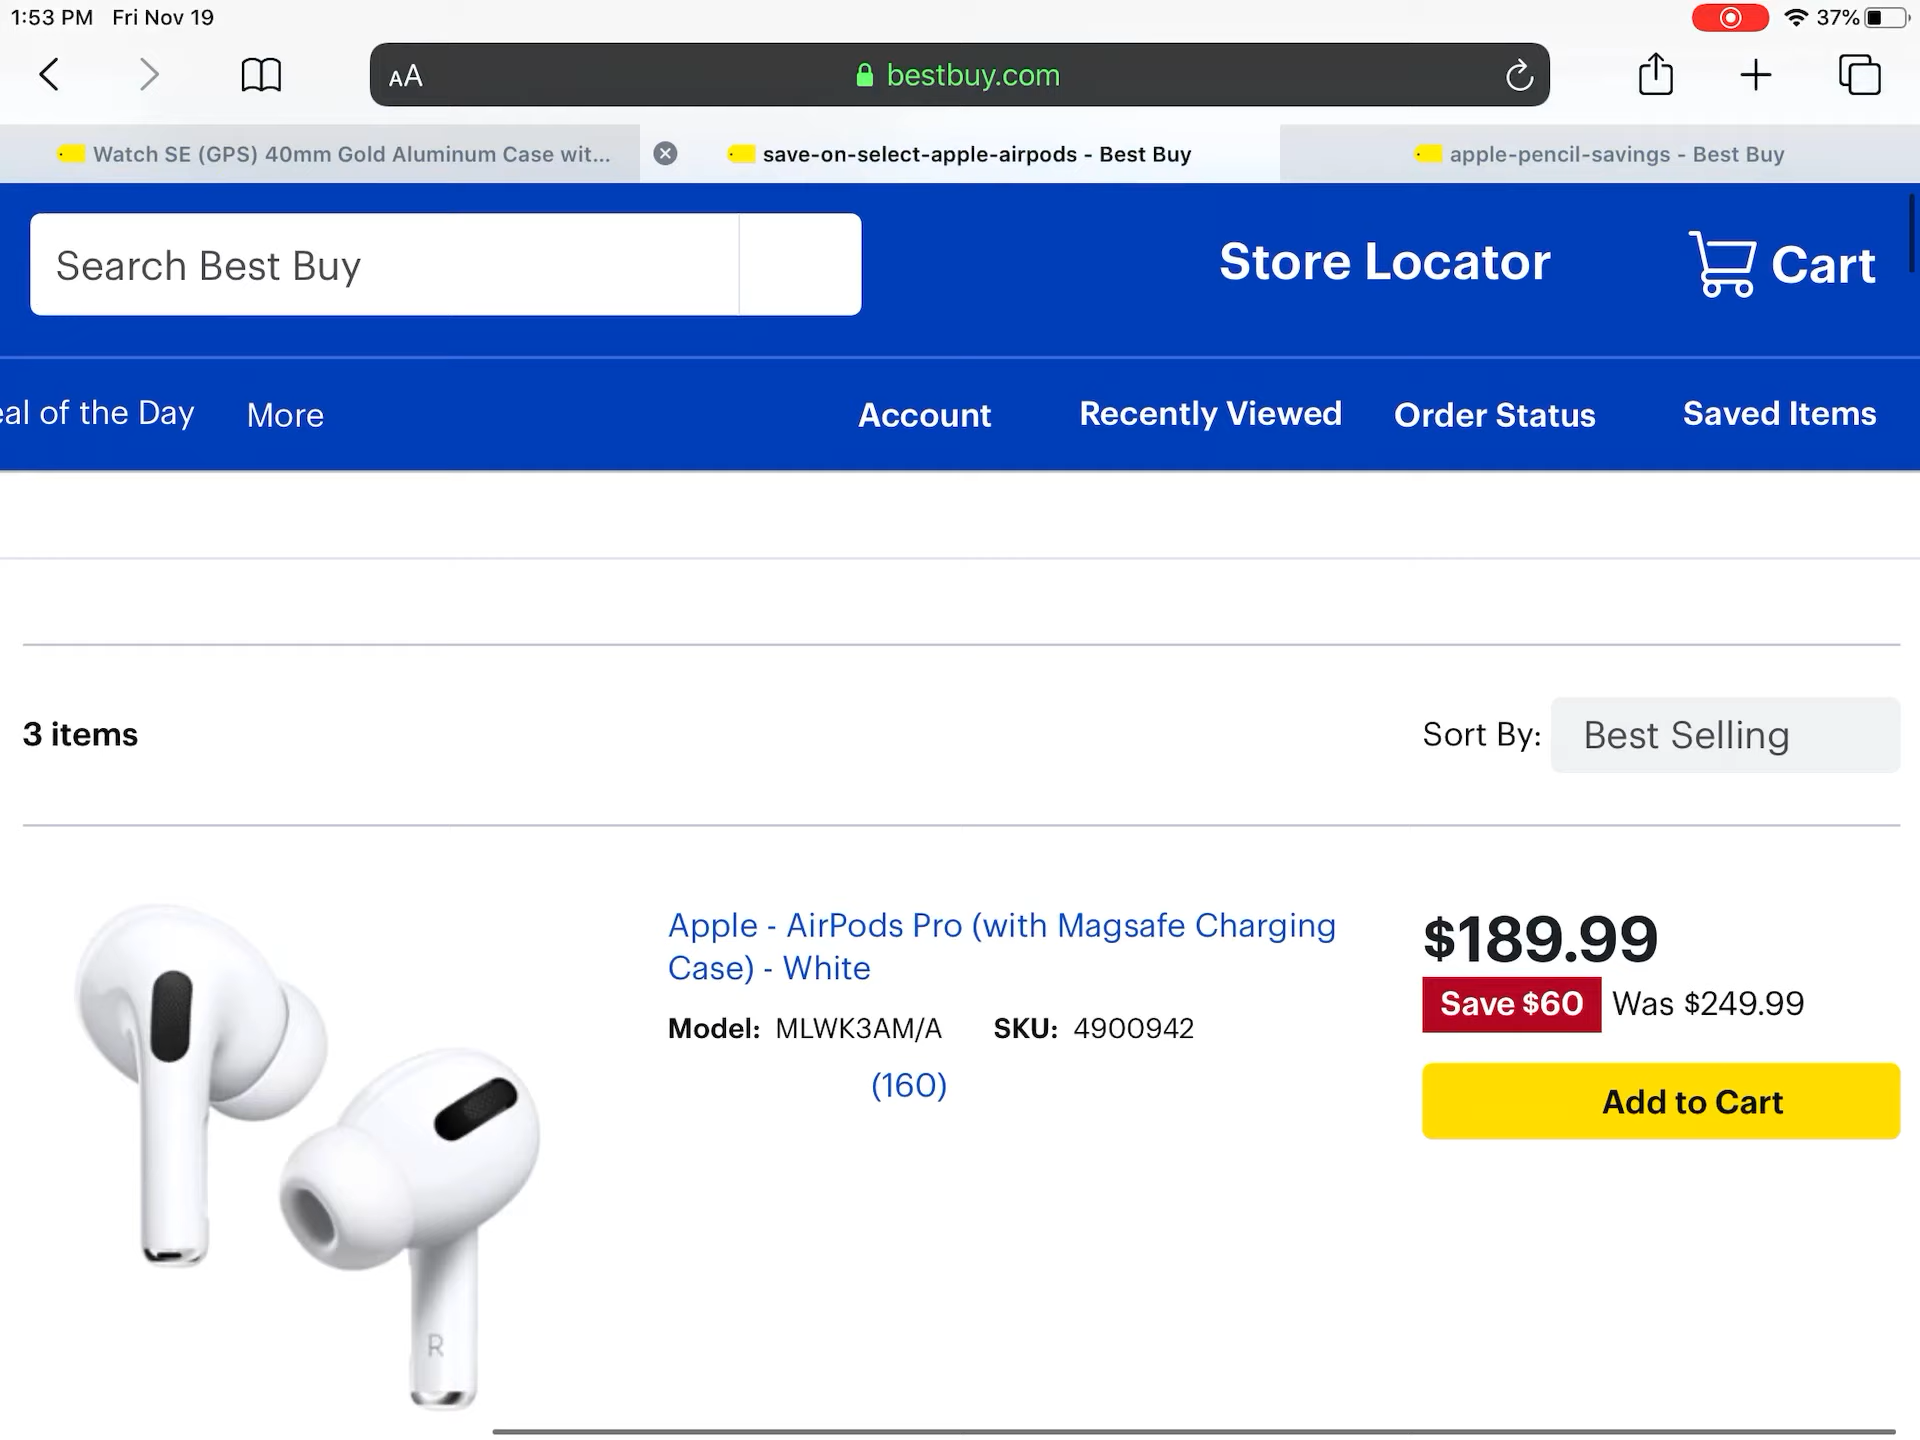 1:53 PM Fri Nov 19 37%
AA bestbuy.com
Watch SE (GPS) 40mm Gold Aluminum Case wit... save-on-select-apple-airpods - Best Buy apple-pencil-savings - Best Buy
Search Best Buy Store Locator Cart
eal of the Day More Account Recently Viewed Order Status Saved Items
3 items Sort By: Best Selling
Apple - AirPods Pro (with Magsafe Charging
Case) - White
Model: MLWK3AM/A SKU: 4900942
(160)
$189.99
Save $60 Was $249.99
Add to Cart
R